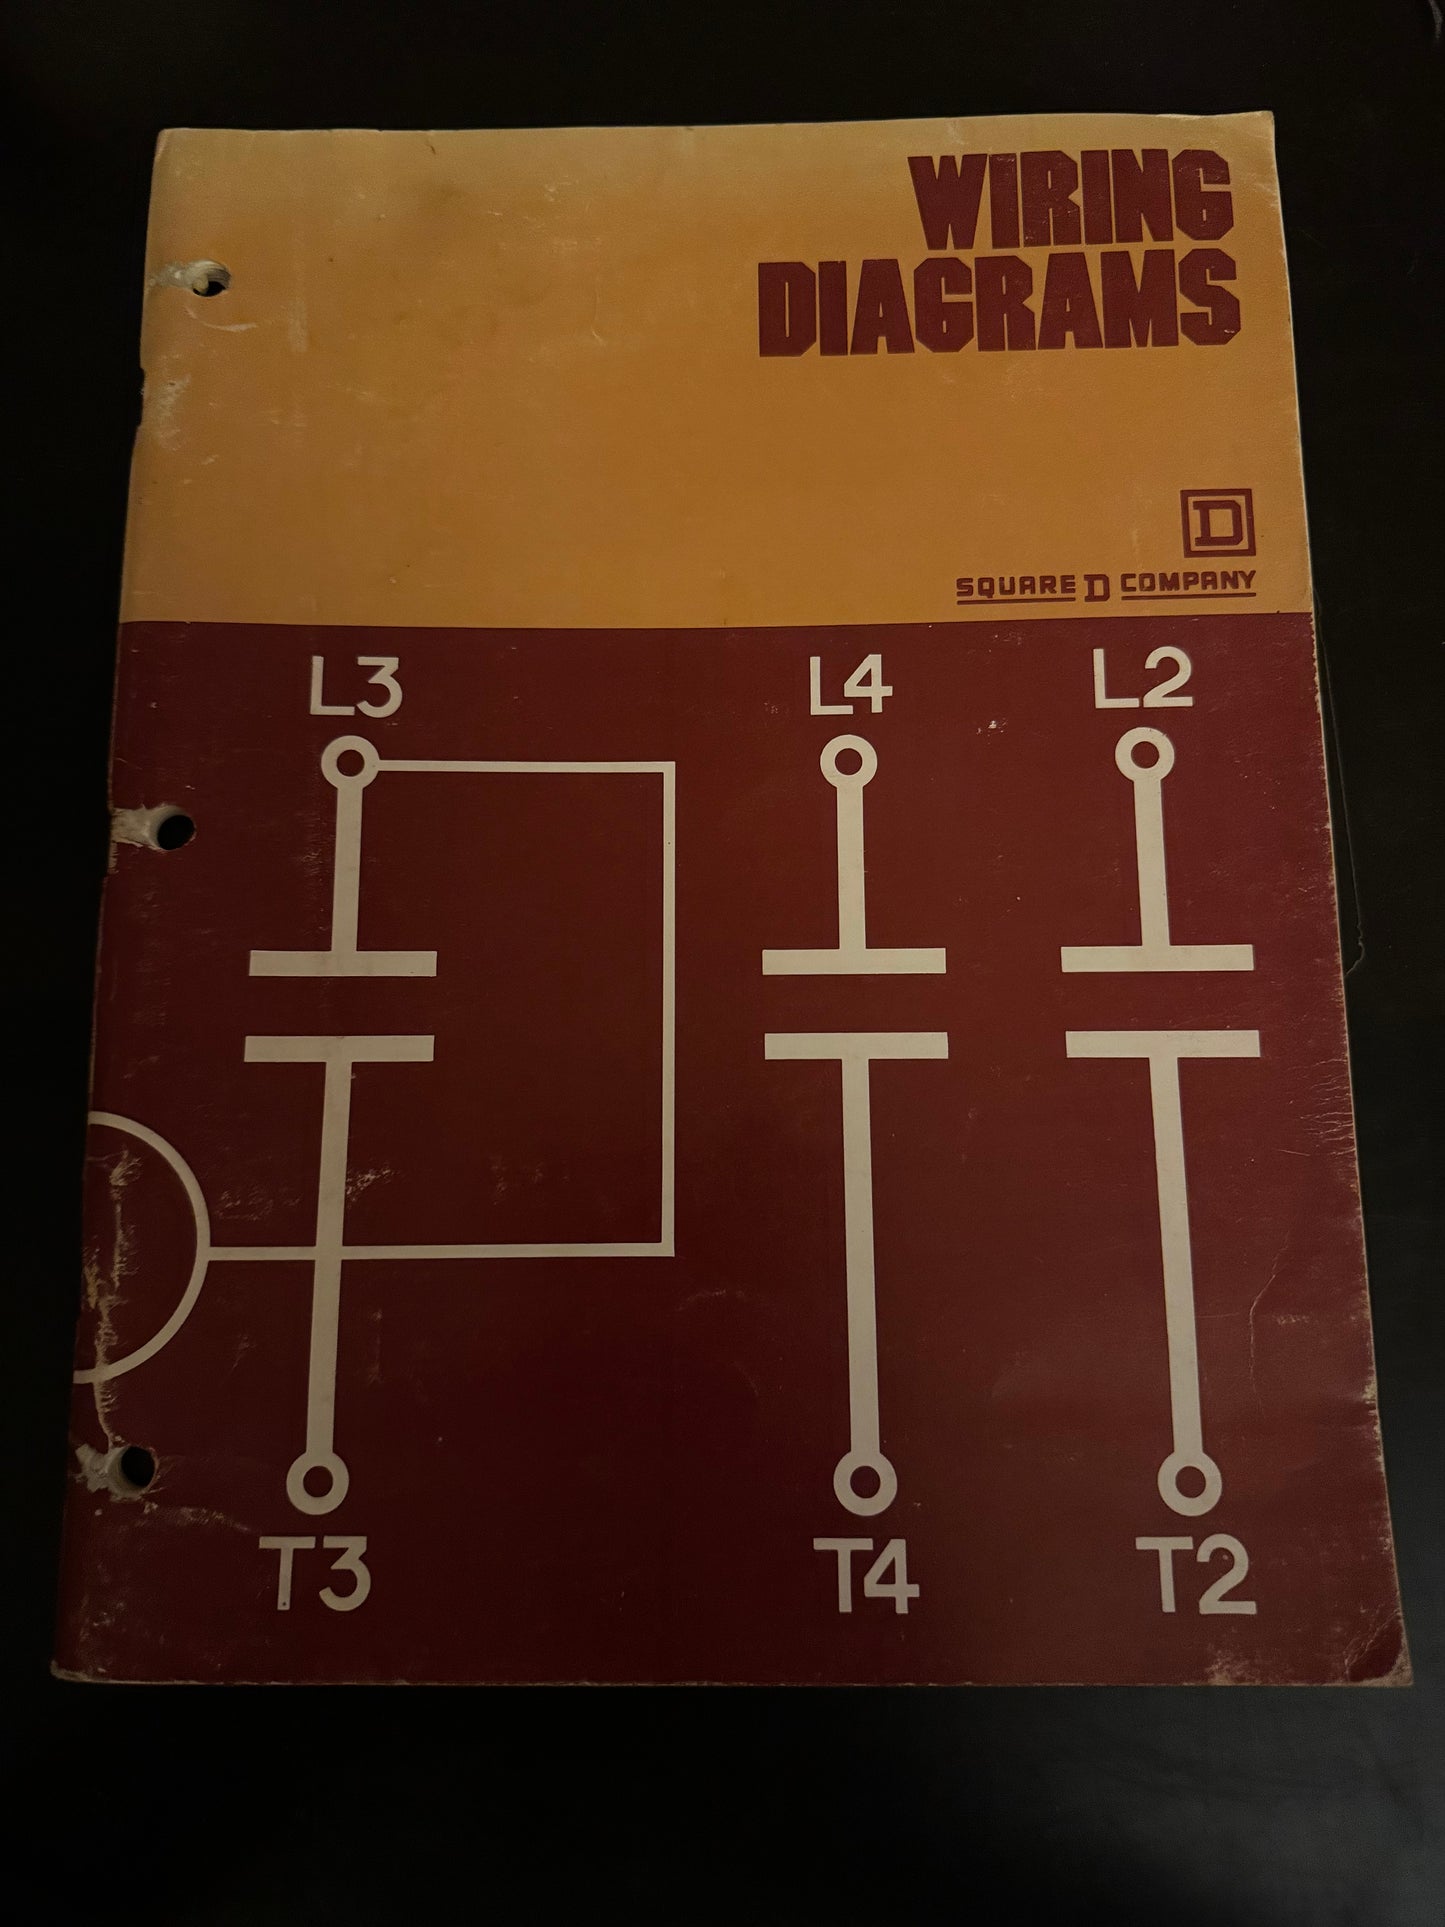 WIRING
DIAGRAMS
D
SQUARE D COMPANY
L3 L4 L2
T3 T4 T2